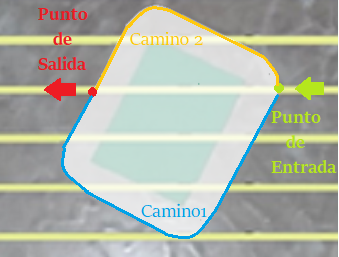 Punto
de
Salida
Camino 2
Punto
de
Entrada
Camino1